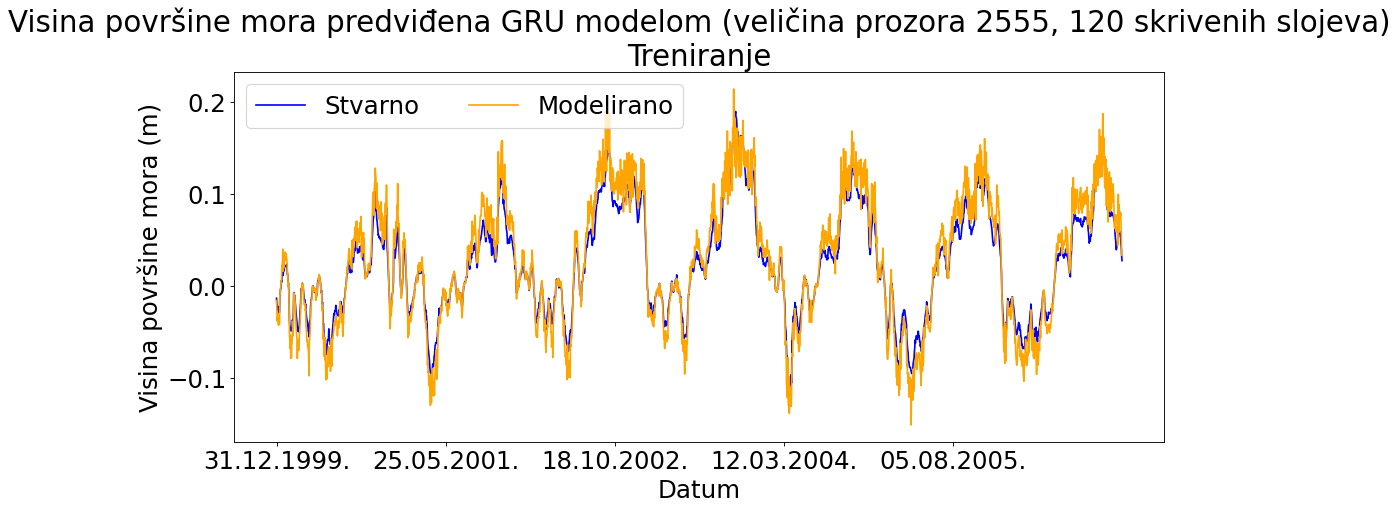 Visina površine mora predviđena GRU modelom (veličina prozora 2555, 120 skrivenih slojeva)
Treniranje
Stvarno
Modelirano
Visina površine mora (m)
0.2
0.1
0.0
−0.1
31.12.1999.
25.05.2001.
18.10.2002.
12.03.2004.
05.08.2005.
Datum